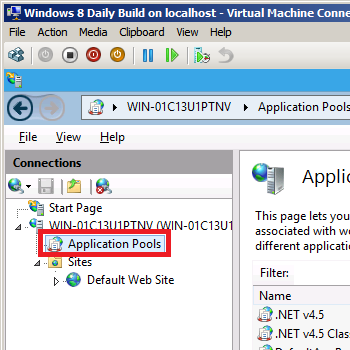 Windows 8 Daily Build on localhost - Virtual Machine Conne
File Action Media Clipboard View Help
WIN-01C13U1PTNV Application Pools
File View Help
Connections
Start Page
WIN-01C13U1PTNV (WIN-01C13U1
Application Pools
Sites
Default Web Site
Applic
This page lets you
associated with w
different applicatio
Filter:
Name
.NET v4.5
.NET v4.5 Clas